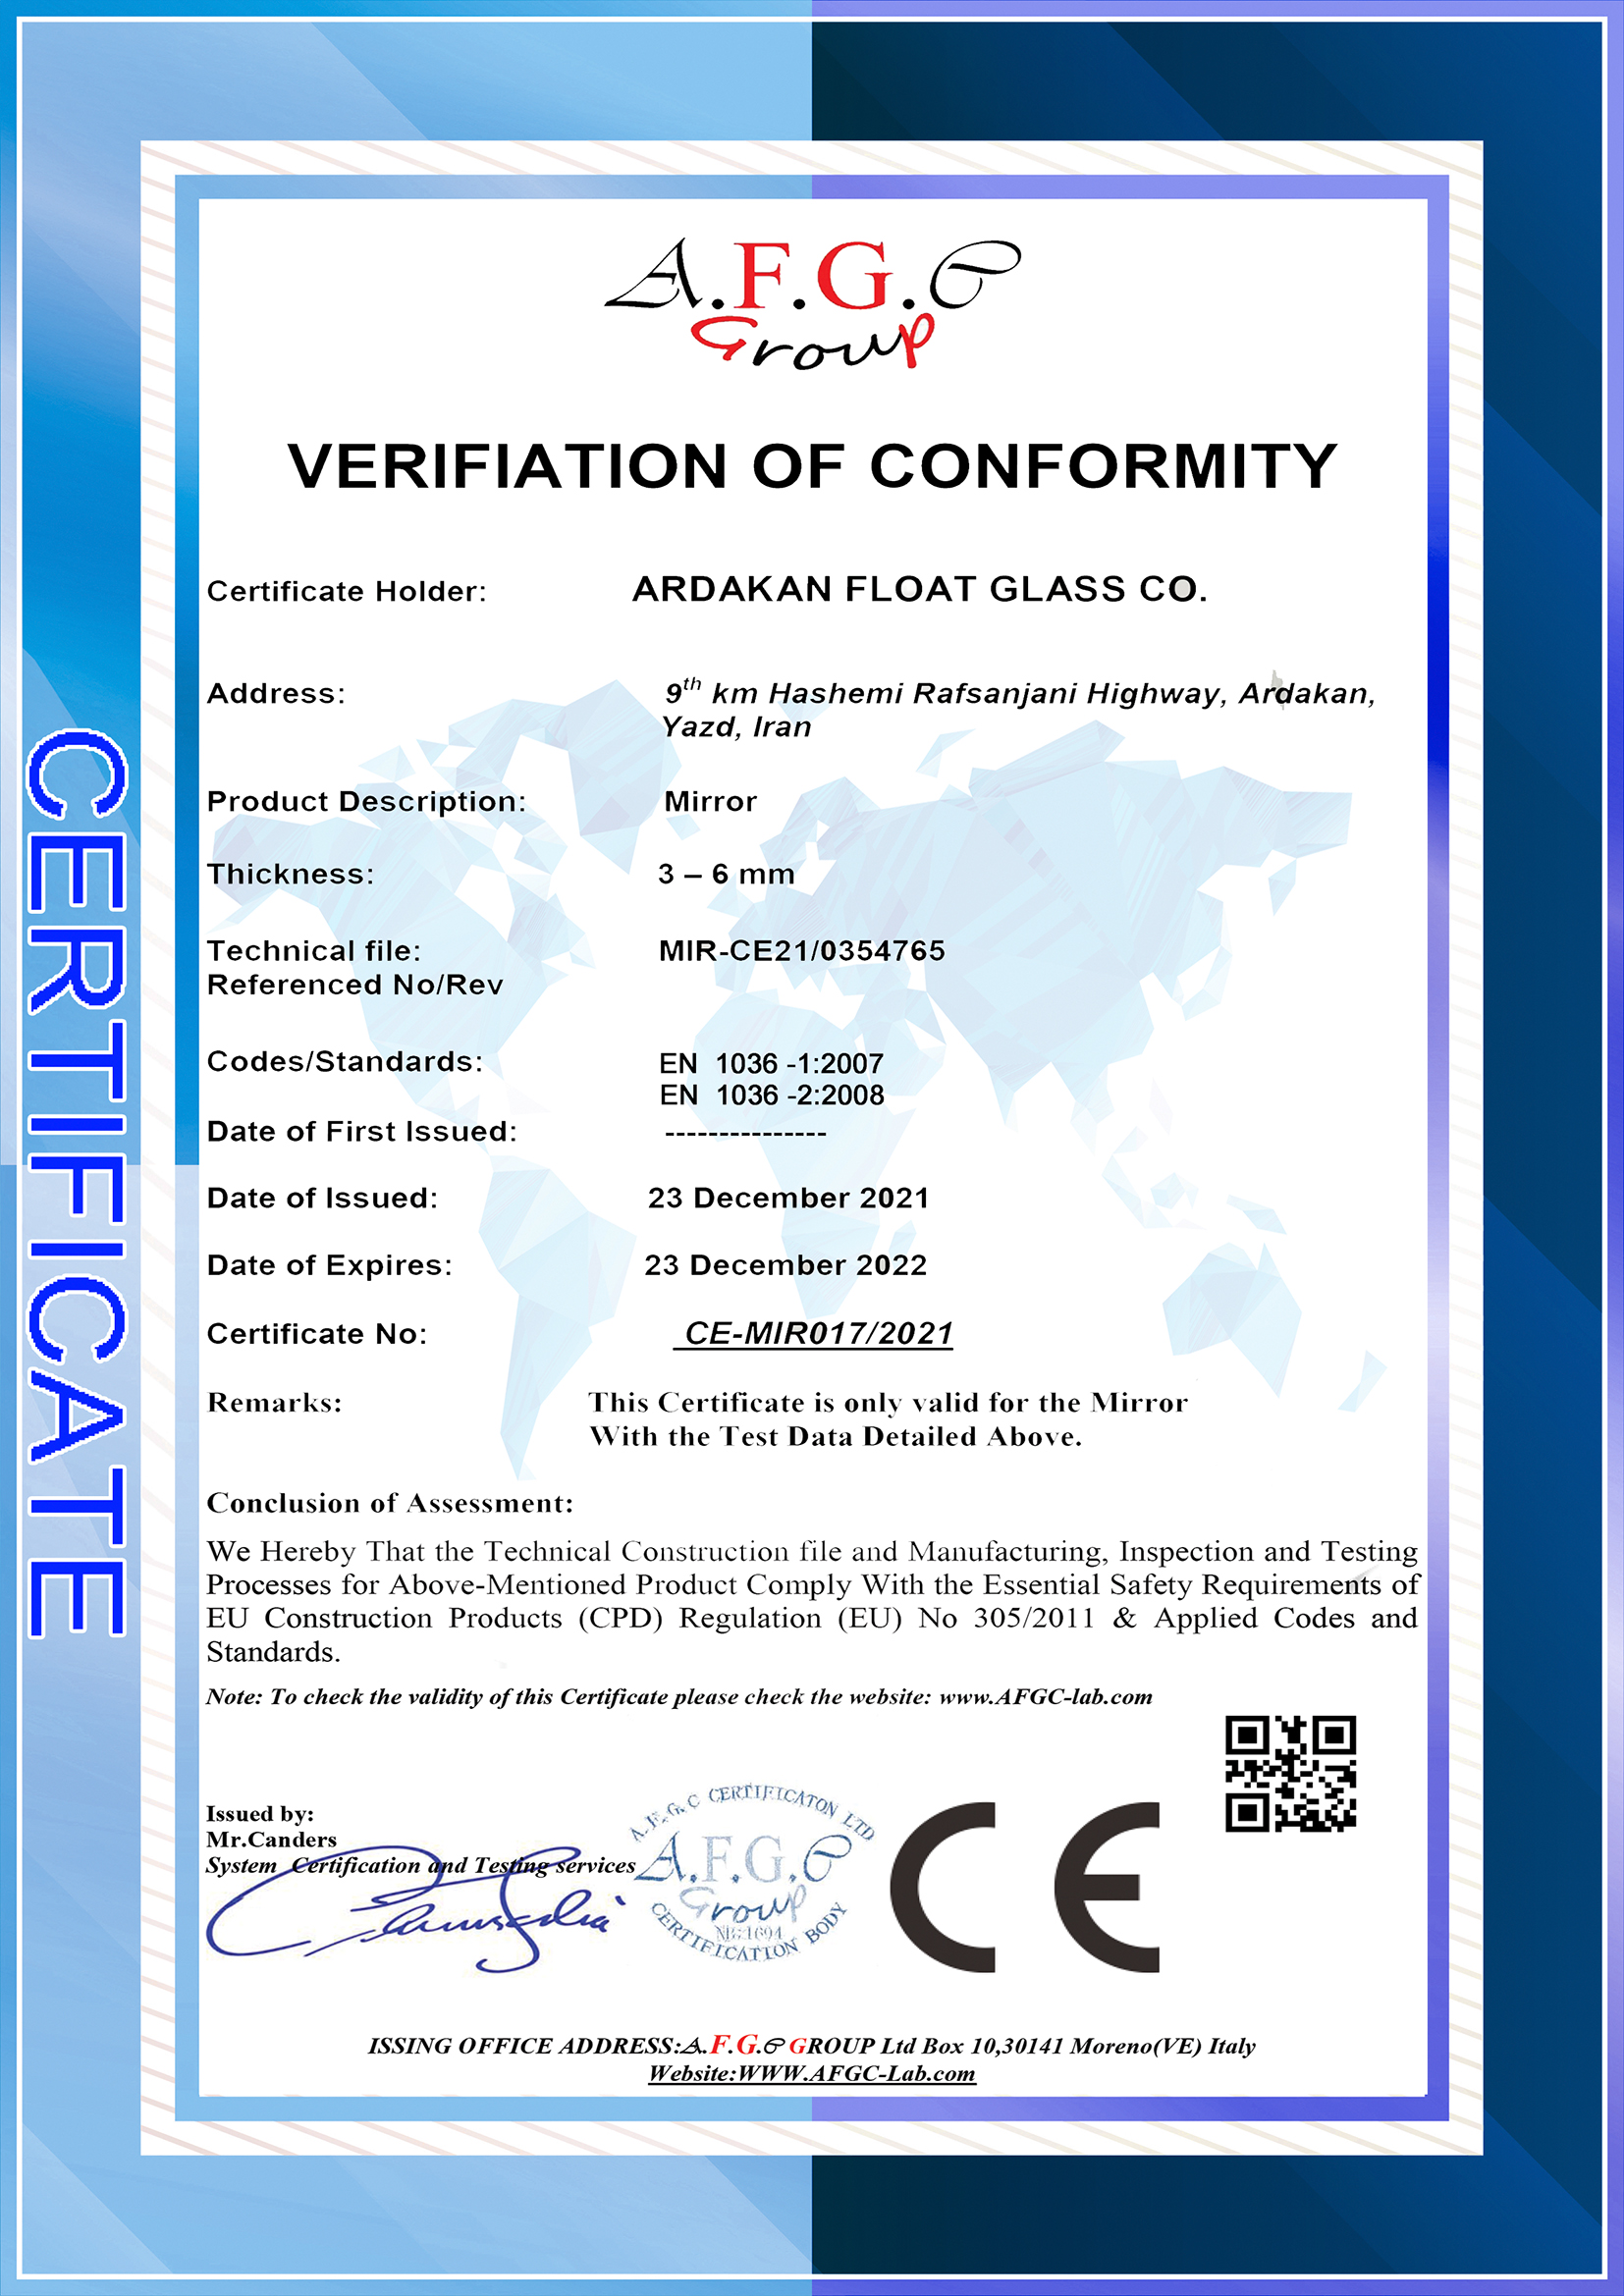 A.F.G.C
Group
VERIFIATION OF CONFORMITY
Certificate Holder: ARDAKAN FLOAT GLASS CO.
Address: 9th km Hashemi Rafsanjani Highway, Ardakan,
Yazd, Iran
Product Description: Mirror
Thickness: 3 – 6 mm
Technical file: MIR-CE21/0354765
Referenced No/Rev
Codes/Standards: EN 1036 -1:2007
EN 1036 -2:2008
Date of First Issued: ---------------
Date of Issued: 23 December 2021
Date of Expires: 23 December 2022
Certificate No: CE-MIR017/2021
Remarks: This Certificate is only valid for the Mirror
With the Test Data Detailed Above.
Conclusion of Assessment:
We Hereby That the Technical Construction file and Manufacturing, Inspection and Testing
Processes for Above-Mentioned Product Comply With the Essential Safety Requirements of
EU Construction Products (CPD) Regulation (EU) No 305/2011 & Applied Codes and
Standards.
Note: To check the validity of this Certificate please check the website: www.AFGC-lab.com
Issued by:
Mr.Canders
System Certification and Testing services
A.F.G.C CERTIFICATON LTD
A.F.G.C
Group
NB:1694
CERTIFICATION BODY
CE
ISSING OFFICE ADDRESS:A.F.G.C GROUP Ltd Box 10,30141 Moreno(VE) Italy
Website:WWW.AFGC-Lab.com
CERTIFICATE